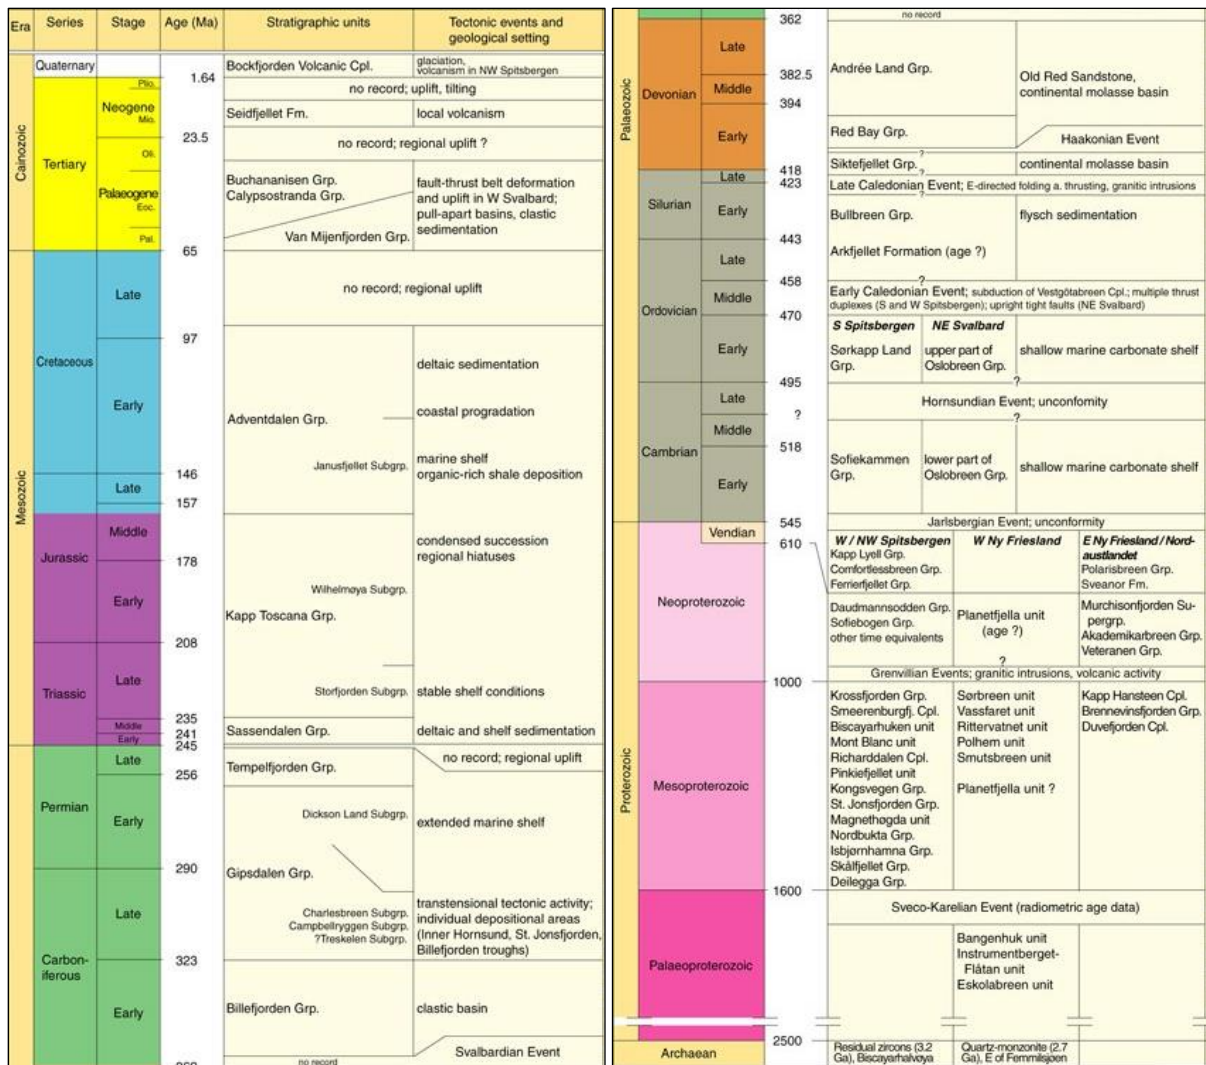 Era Series Stage Age (Ma) Stratigraphic units Tectonic events and
geological setting
Cainozoic
Quaternary
Bockfjorden Volcanic Cpl.
glaciation,
volcanism in NW Spitsbergen
1.64
Tertiary
Plio.
no record; uplift, tilting
Neogene
Mio.
Seidfjellet Fm.
local volcanism
23.5
no record; regional uplift ?
Oli.
Palaeogene
Eoc.
Pal.
Buchananisen Grp.
Calypsostranda Grp.
Van Mijenfjorden Grp.
fault-thrust belt deformation
and uplift in W Svalbard;
pull-apart basins, clastic
sedimentation
65
Mesozoic
Cretaceous
Late
no record; regional uplift
97
Early
Adventdalen Grp.
Janusfjellet Subgrp.
deltaic sedimentation
coastal progradation
marine shelf
organic-rich shale deposition
146
Late
157
Jurassic
Middle
178
Early
condensed succession
regional hiatuses
Wilhelmøya Subgrp.
Kapp Toscana Grp.
208
Triassic
Late
Storfjorden Subgrp.
stable shelf conditions
235
Middle
241
Early
245
Sassendalen Grp.
deltaic and shelf sedimentation
Permian
Late
no record; regional uplift
Tempelfjorden Grp.
256
Early
Dickson Land Subgrp.
extended marine shelf
290
Gipsdalen Grp.
Carbon-
iferous
Late
Charlesbreen Subgrp.
Campbellryggen Subgrp.
?Treskelen Subgrp.
transtensional tectonic activity;
individual depositional areas
(Inner Hornsund, St. Jonsfjorden,
Billefjorden troughs)
323
Early
Billefjorden Grp.
clastic basin
Svalbardian Event
no record
no record
362
Palaeozoic
Devonian
Late
Andrée Land Grp.
Old Red Sandstone,
continental molasse basin
382.5
Middle
394
Early
Red Bay Grp.
Haakonian Event
?
Siktefjellet Grp.
continental molasse basin
418
?
Silurian
Late
423
Late Caledonian Event; E-directed folding a. thrusting, granitic intrusions
?
Early
Bullbreen Grp.
flysch sedimentation
443
Arkfjellet Formation (age ?)
Ordovician
Late
458
?
Middle
Early Caledonian Event; subduction of Vestgötabreen Cpl.; multiple thrust
duplexes (S and W Spitsbergen); upright tight faults (NE Svalbard)
470
Early
S Spitsbergen NE Svalbard
Sørkapp Land
Grp.
upper part of
Oslobreen Grp.
shallow marine carbonate shelf
495
?
Cambrian
Late
Hornsundian Event; unconformity
?
?
Middle
518
Early
Sofiekammen
Grp.
lower part of
Oslobreen Grp.
shallow marine carbonate shelf
545
Jarlsbergian Event; unconformity
Proterozoic
Vendian
610
Neoproterozoic
W / NW Spitsbergen
Kapp Lyell Grp.
Comfortlessbreen Grp.
Ferrierfjellet Grp.
W Ny Friesland
E Ny Friesland / Nord-
austlandet
Polarisbreen Grp.
Sveanor Fm.
Daudmannsodden Grp.
Sofiebogen Grp.
other time equivalents
Planetfjella unit
(age ?)
?
Murchisonfjorden Su-
pergrp.
Akademikarbreen Grp.
Veteranen Grp.
Grenvillian Events; granitic intrusions, volcanic activity
1000
Mesoproterozoic
Krossfjorden Grp.
Smeerenburgfj. Cpl.
Biscayarhuken unit
Mont Blanc unit
Richarddalen Cpl.
Pinkiefjellet unit
Kongsvegen Grp.
St. Jonsfjorden Grp.
Magnethøgda unit
Nordbukta Grp.
Isbjørnhamna Grp.
Skålfjellet Grp.
Deilegga Grp.
Sørbreen unit
Vassfaret unit
Rittervatnet unit
Polhem unit
Smutsbreen unit
Planetfjella unit ?
Kapp Hansteen Cpl.
Brennevinsfjorden Grp.
Duvefjorden Cpl.
1600
Sveco-Karelian Event (radiometric age data)
Palaeoproterozoic
Bangenhuk unit
Instrumentberget-
Flåtan unit
Eskolabreen unit
2500
Archaean
Residual zircons (3.2
Ga), Biscayarhalvøya
Quartz-monzonite (2.7
Ga), E of Femmilsjøen